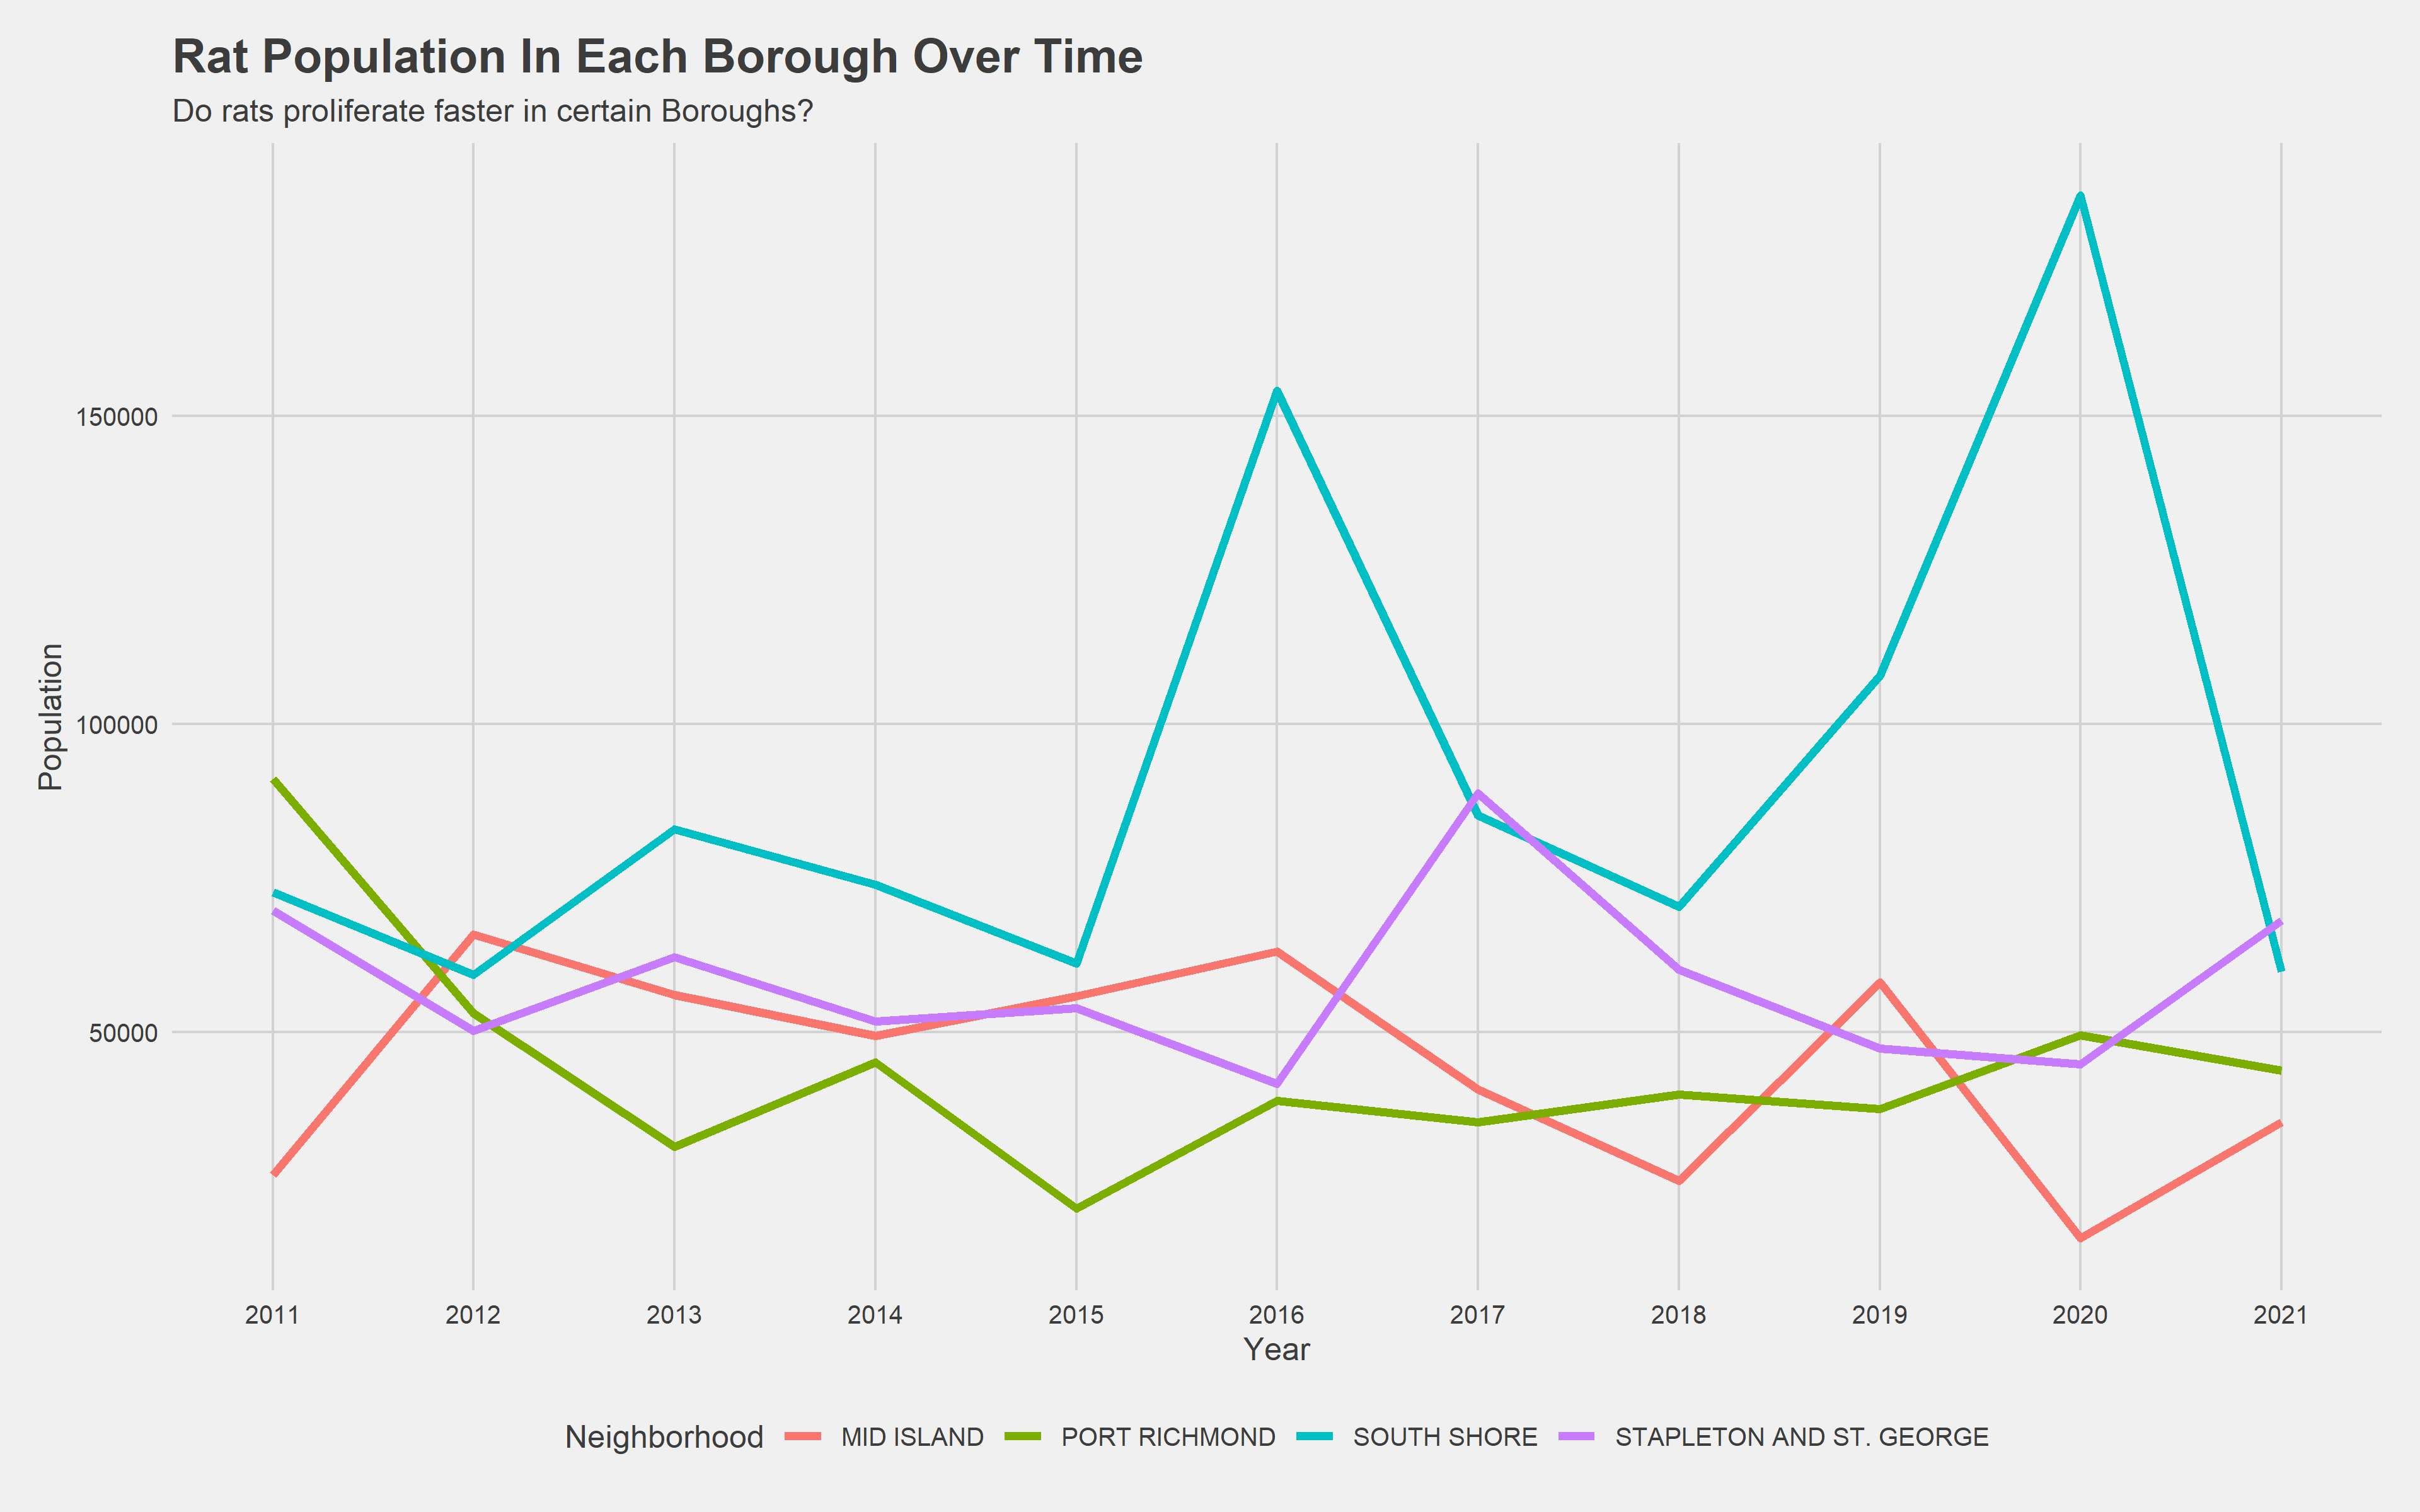 Rat Population In Each Borough Over Time
Do rats proliferate faster in certain Boroughs?
150000
100000
50000
Population
2011 2012 2013 2014 2015 2016 2017 2018 2019 2020 2021
Year
Neighborhood MID ISLAND PORT RICHMOND SOUTH SHORE STAPLETON AND ST. GEORGE